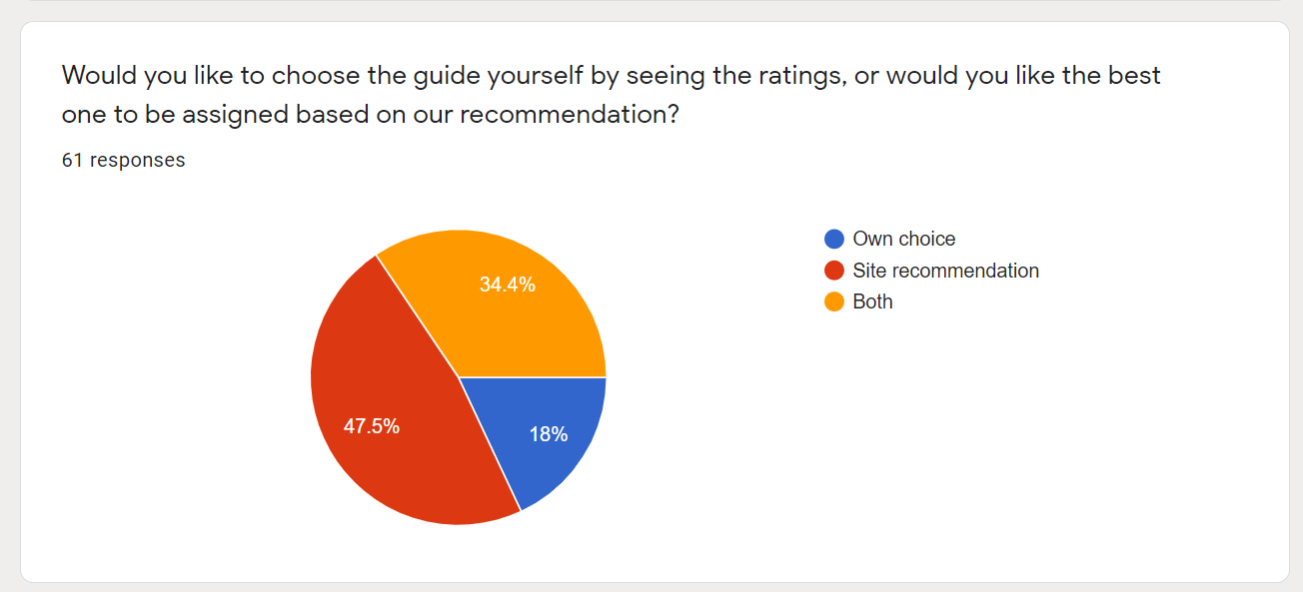 Would you like to choose the guide yourself by seeing the ratings, or would you like the best
one to be assigned based on our recommendation?
61 responses
34.4%
47.5%
18%
Own choice
Site recommendation
Both